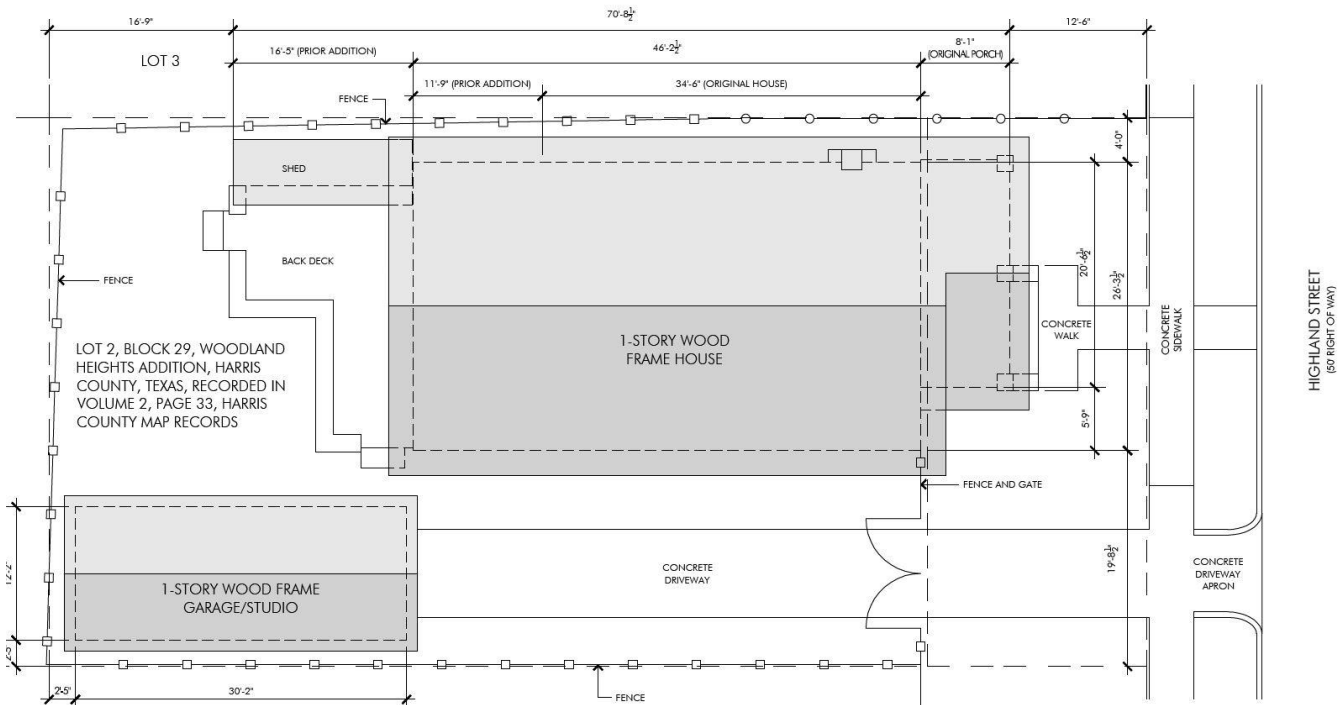 16'-9"
70'-8½"
12'-6"
LOT 3
16'-5" (PRIOR ADDITION)
46'-2½"
8'-1"
(ORIGINAL PORCH)
11'-9" (PRIOR ADDITION)
34'-6" (ORIGINAL HOUSE)
FENCE
4'-0"
SHED
BACK DECK
FENCE
20'-6½"
26'-3½"
1-STORY WOOD
FRAME HOUSE
CONCRETE
WALK
CONCRETE
SIDEWALK
HIGHLAND STREET
(50' RIGHT OF WAY)
LOT 2, BLOCK 29, WOODLAND
HEIGHTS ADDITION, HARRIS
COUNTY, TEXAS, RECORDED IN
VOLUME 2, PAGE 33, HARRIS
COUNTY MAP RECORDS
5'-9"
FENCE AND GATE
12'-2"
1-STORY WOOD FRAME
GARAGE/STUDIO
CONCRETE
DRIVEWAY
19'-8½"
CONCRETE
DRIVEWAY
APRON
2'-5"
2'-5"
30'-2"
FENCE